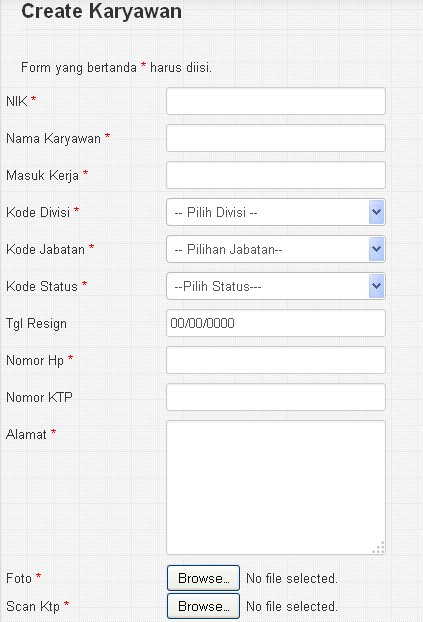 Create Karyawan
Form yang bertanda * harus diisi.
NIK *
Nama Karyawan *
Masuk Kerja *
Kode Divisi * -- Pilih Divisi --
Kode Jabatan * -- Pilihan Jabatan--
Kode Status * --Pilih Status---
Tgl Resign 00/00/0000
Nomor Hp *
Nomor KTP
Alamat *
Foto * Browse... No file selected.
Scan Ktp * Browse... No file selected.